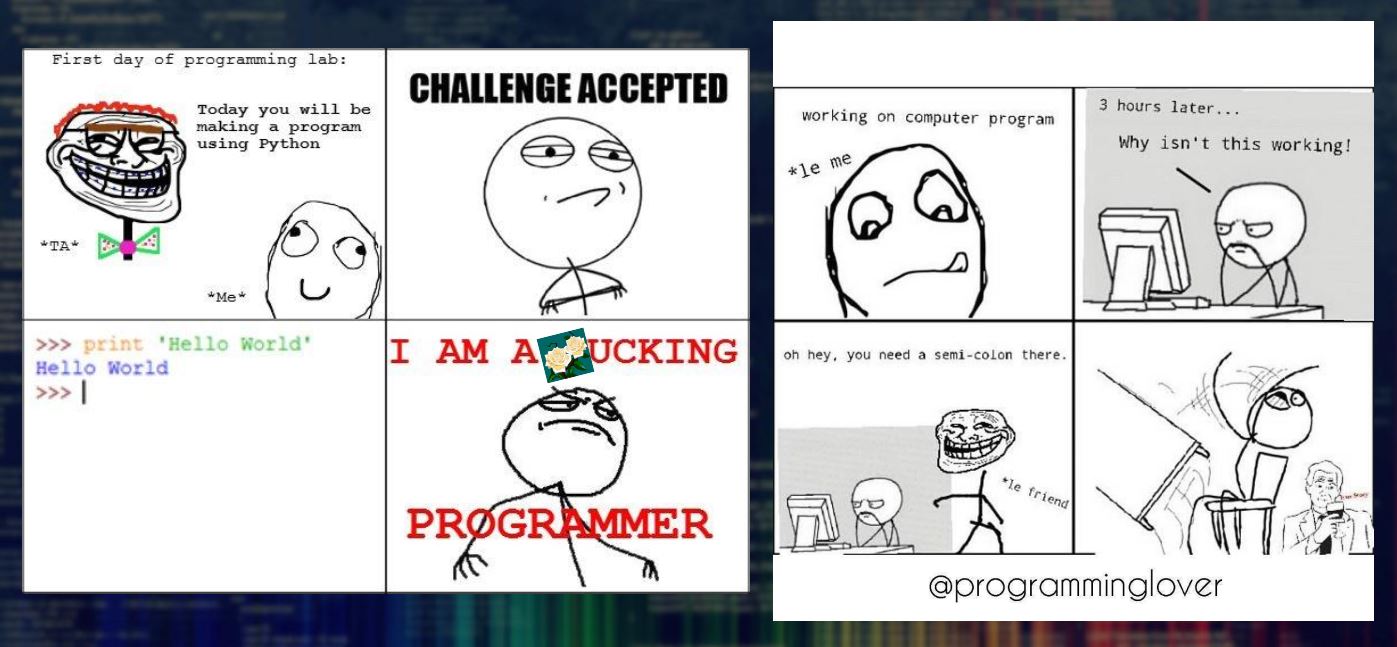 First day of programming lab:
Today you will be
making a program
using Python
*TA*
*Me*
CHALLENGE ACCEPTED
>>> print 'Hello World'
Hello World
>>>
I AM A UCKING
PROGRAMMER
working on computer program
*le me
3 hours later...
Why isn't this working!
oh hey, you need a semi-colon there.
*le friend
True Story
@programminglover